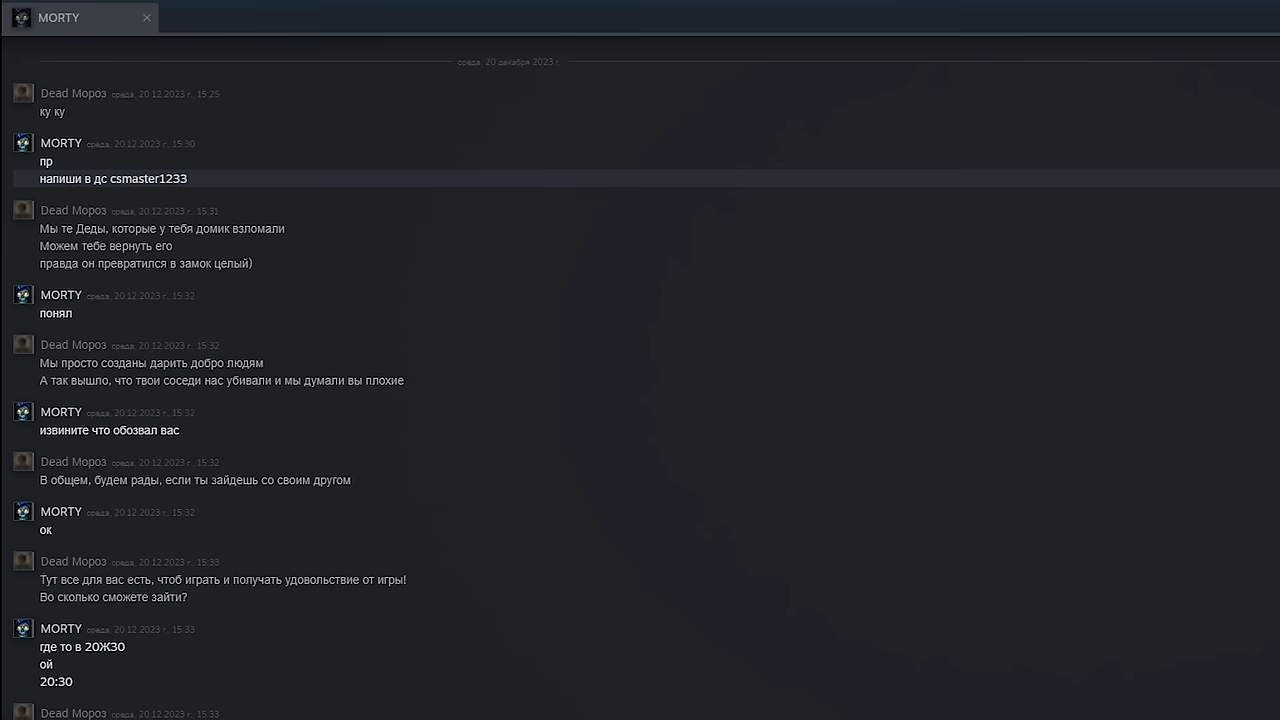 MORTY
среда, 20 декабря 2023 г.
Dead Мороз среда, 20.12.2023 г., 15:25
ку ку
MORTY среда, 20.12.2023 г., 15:30
пр
напиши в дс csmaster1233
Dead Мороз среда, 20.12.2023 г., 15:31
Мы те Деды, которые у тебя домик взломали
Можем тебе вернуть его
правда он превратился в замок целый)
MORTY среда, 20.12.2023 г., 15:32
понял
Dead Мороз среда, 20.12.2023 г., 15:32
Мы просто созданы дарить добро людям
А так вышло, что твои соседи нас убивали и мы думали вы плохие
MORTY среда, 20.12.2023 г., 15:32
извините что обозвал вас
Dead Мороз среда, 20.12.2023 г., 15:32
В общем, будем рады, если ты зайдешь со своим другом
MORTY среда, 20.12.2023 г., 15:32
ок
Dead Мороз среда, 20.12.2023 г., 15:33
Тут все для вас есть, чтоб играть и получать удовольствие от игры!
Во сколько сможете зайти?
MORTY среда, 20.12.2023 г., 15:33
где то в 20Ж30
ой
20:30
Dead Мороз среда, 20.12.2023 г., 15:33